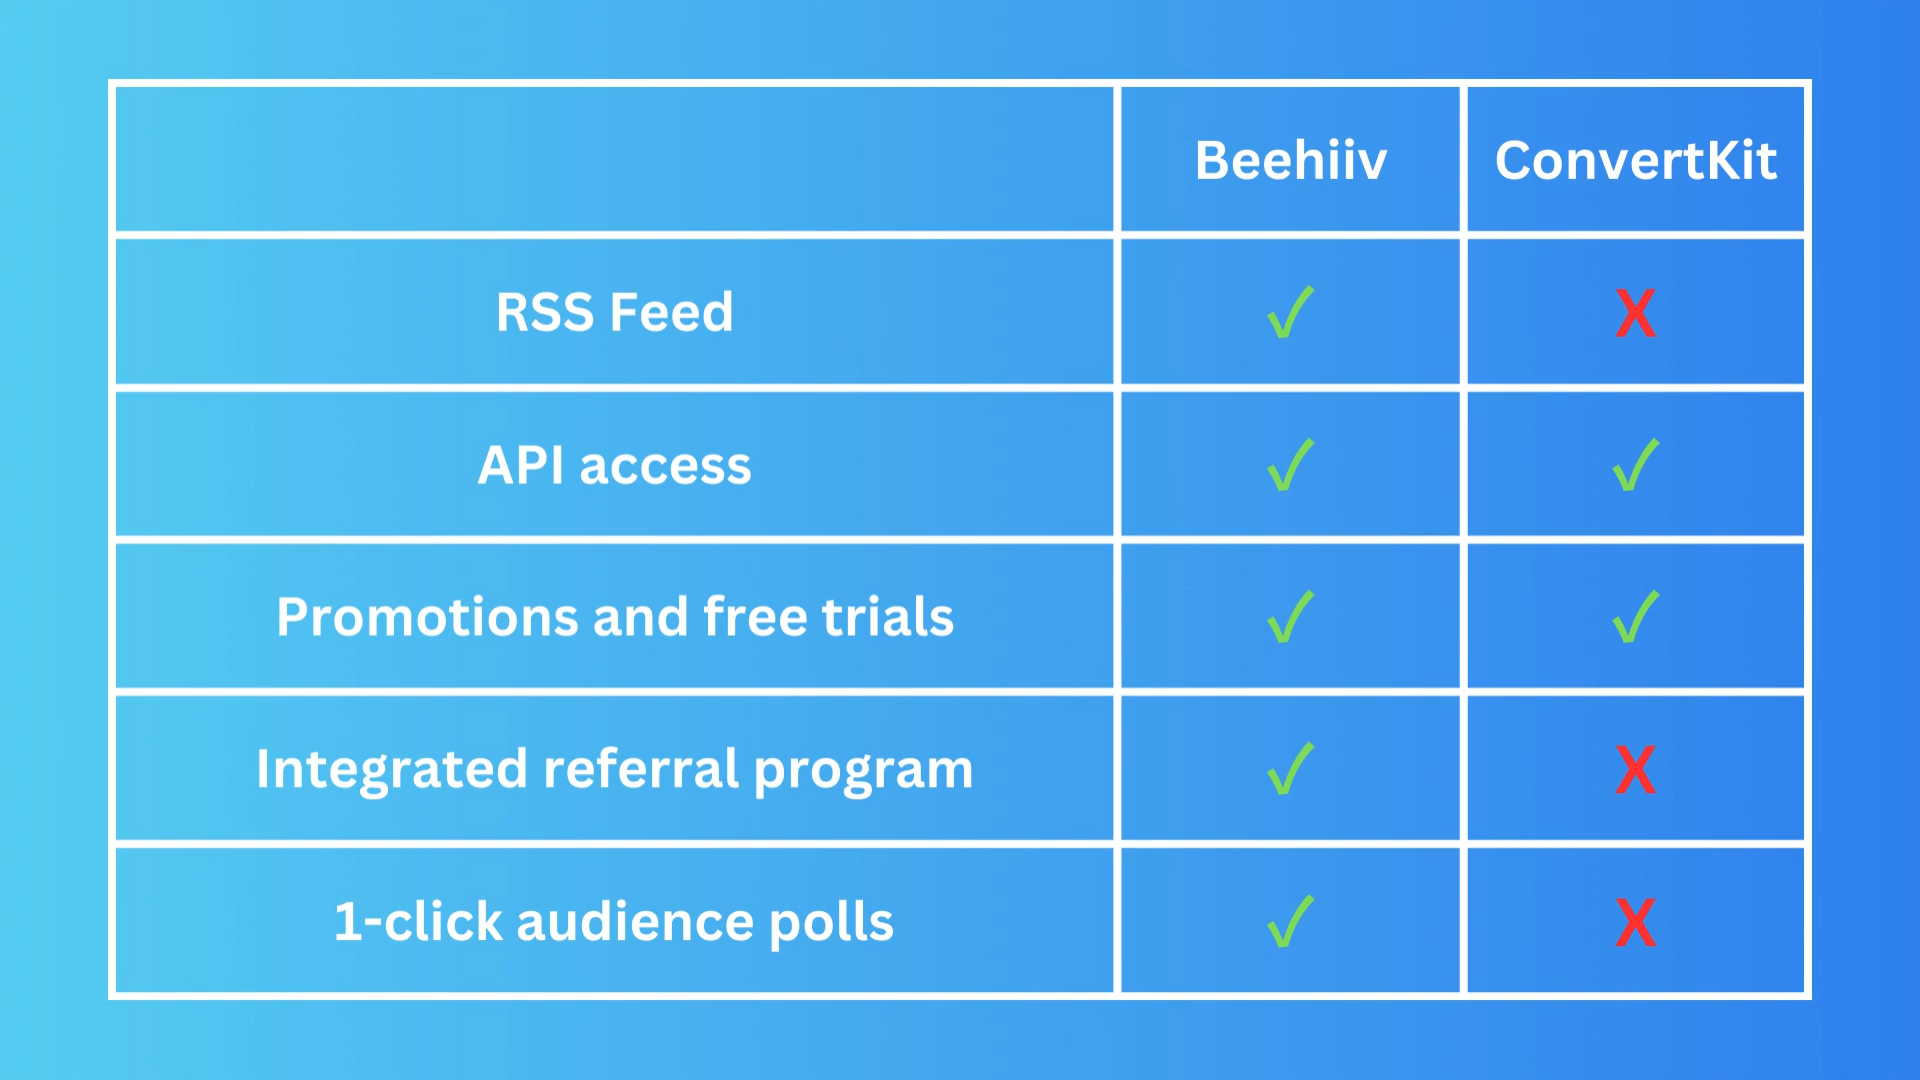 Beehiiv ConvertKit
RSS Feed ✓ X
API access ✓ ✓
Promotions and free trials ✓ ✓
Integrated referral program ✓ X
1-click audience polls ✓ X